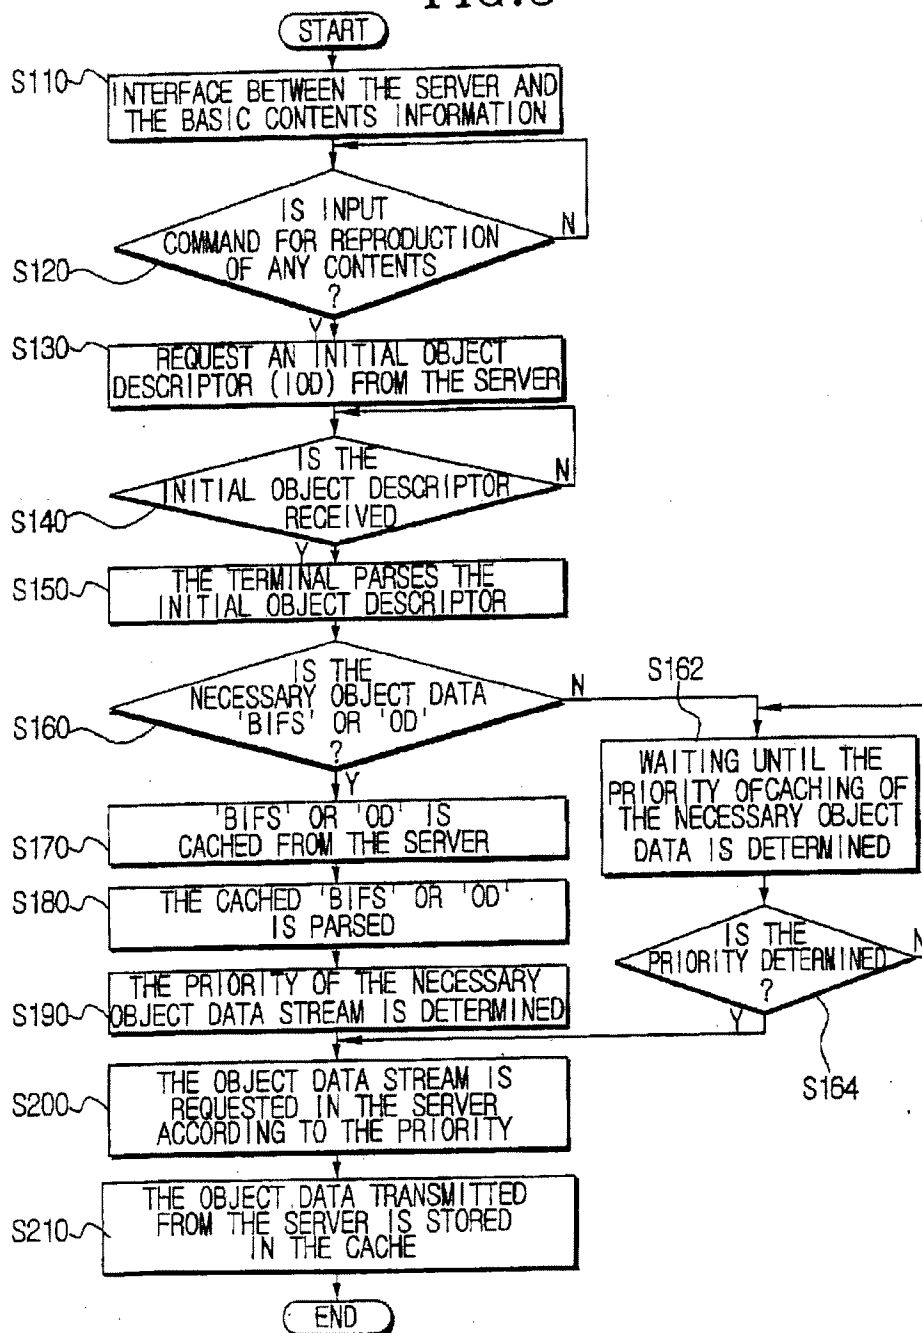 START
S110
INTERFACE BETWEEN THE SERVER AND
THE BASIC CONTENTS INFORMATION
IS INPUT
COMMAND FOR REPRODUCTION
OF ANY CONTENTS
?
N
S120
Y
S130
REQUEST AN INITIAL OBJECT
DESCRIPTOR (IOD) FROM THE SERVER
IS THE
INITIAL OBJECT DESCRIPTOR
RECEIVED
N
S140
Y
S150
THE TERMINAL PARSES THE
INITIAL OBJECT DESCRIPTOR
IS THE
NECESSARY OBJECT DATA
'BIFS' OR 'OD'
?
N
S160
Y
S162
WAITING UNTIL THE
PRIORITY OFCACHING OF
THE NECESSARY OBJECT
DATA IS DETERMINED
S170
'BIFS' OR 'OD' IS
CACHED FROM THE SERVER
S180
THE CACHED 'BIFS' OR 'OD'
IS PARSED
IS THE
PRIORITY DETERMINED
?
N
Y
S164
S190
THE PRIORITY OF THE NECESSARY
OBJECT DATA STREAM IS DETERMINED
S200
THE OBJECT DATA STREAM IS
REQUESTED IN THE SERVER
ACCORDING TO THE PRIORITY
S210
THE OBJECT DATA TRANSMITTED
FROM THE SERVER IS STORED
IN THE CACHE
END